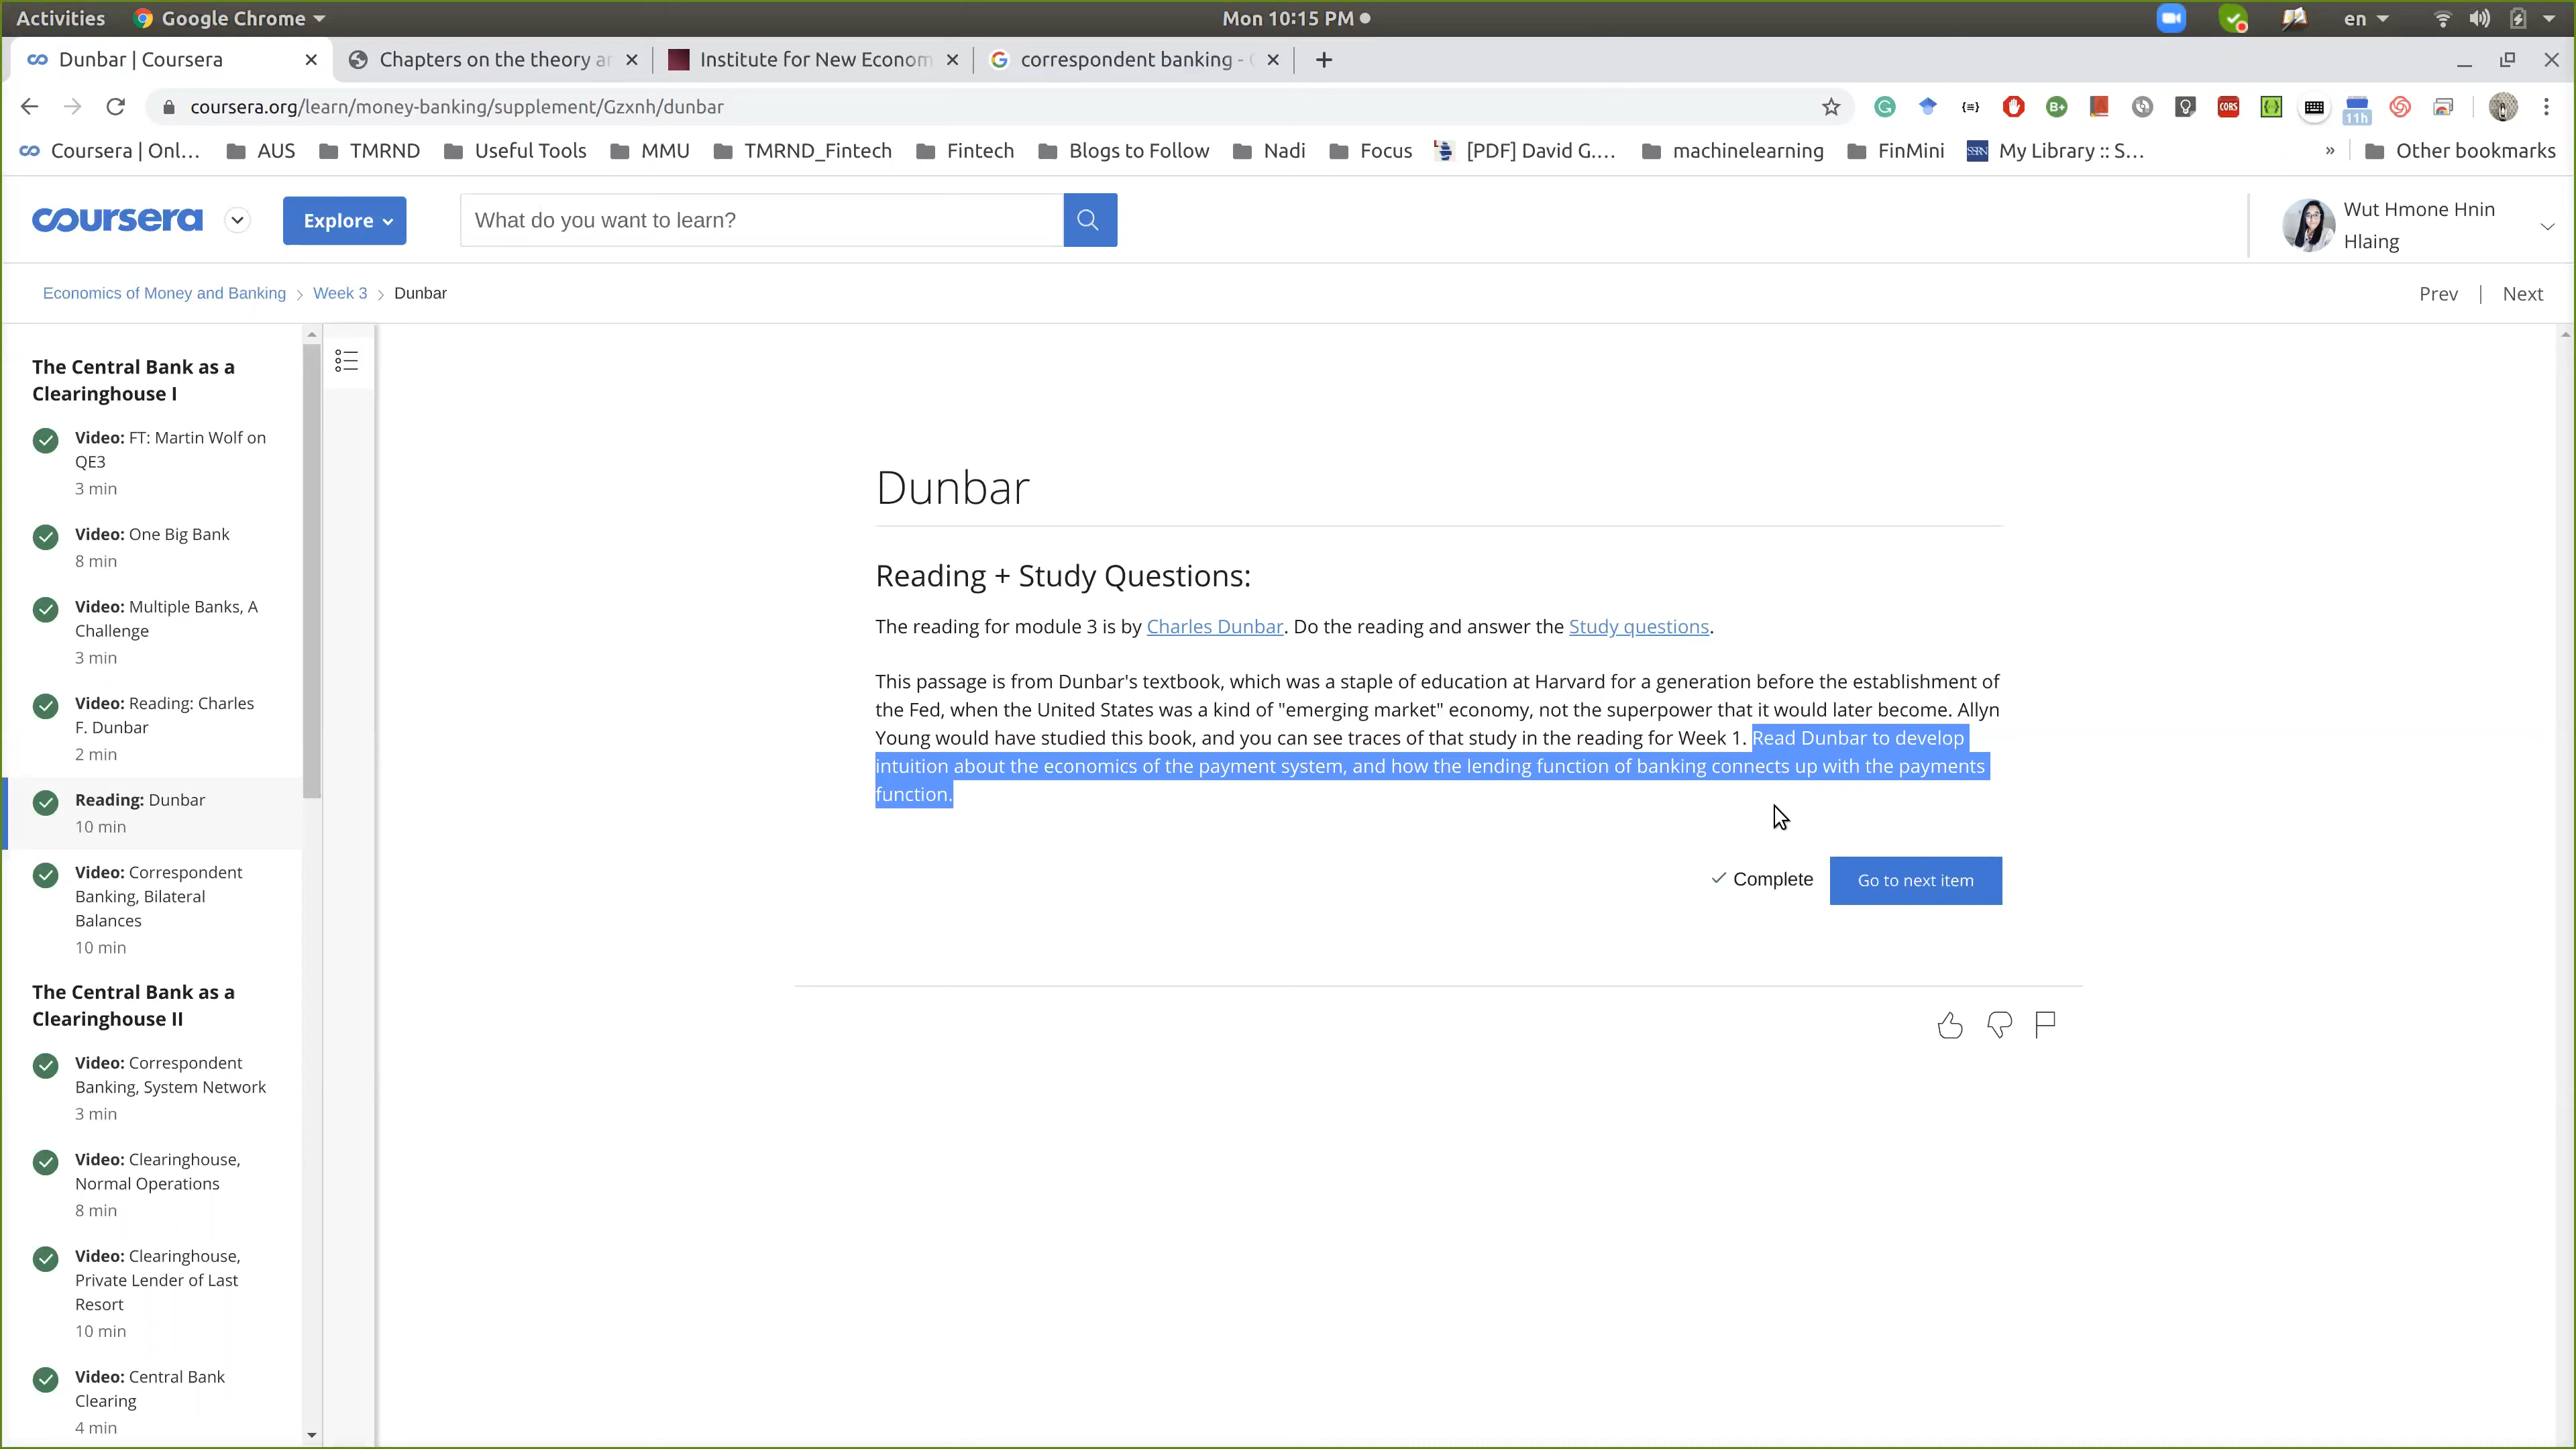 Activities Google Chrome Mon 10:15 PM en
Dunbar | Coursera Chapters on the theory ar Institute for New Econom correspondent banking -
coursera.org/learn/money-banking/supplement/Gzxnh/dunbar 11h
Coursera | Onl... AUS TMRND Useful Tools MMU TMRND_Fintech Fintech Blogs to Follow Nadi Focus [PDF] David G.... machinelearning FinMini SSRN My Library :: S... » Other bookmarks
coursera Explore What do you want to learn? Wut Hmone Hnin
Hlaing
Economics of Money and Banking > Week 3 > Dunbar Prev | Next
The Central Bank as a
Clearinghouse I
Video: FT: Martin Wolf on
QE3
3 min
Video: One Big Bank
8 min
Video: Multiple Banks, A
Challenge
3 min
Video: Reading: Charles
F. Dunbar
2 min
Reading: Dunbar
10 min
Video: Correspondent
Banking, Bilateral
Balances
10 min
The Central Bank as a
Clearinghouse II
Video: Correspondent
Banking, System Network
3 min
Video: Clearinghouse,
Normal Operations
8 min
Video: Clearinghouse,
Private Lender of Last
Resort
10 min
Video: Central Bank
Clearing
4 min
Dunbar
Reading + Study Questions:
The reading for module 3 is by Charles Dunbar. Do the reading and answer the Study questions.
This passage is from Dunbar's textbook, which was a staple of education at Harvard for a generation before the establishment of
the Fed, when the United States was a kind of "emerging market" economy, not the superpower that it would later become. Allyn
Young would have studied this book, and you can see traces of that study in the reading for Week 1. Read Dunbar to develop
intuition about the economics of the payment system, and how the lending function of banking connects up with the payments
function.
Complete Go to next item